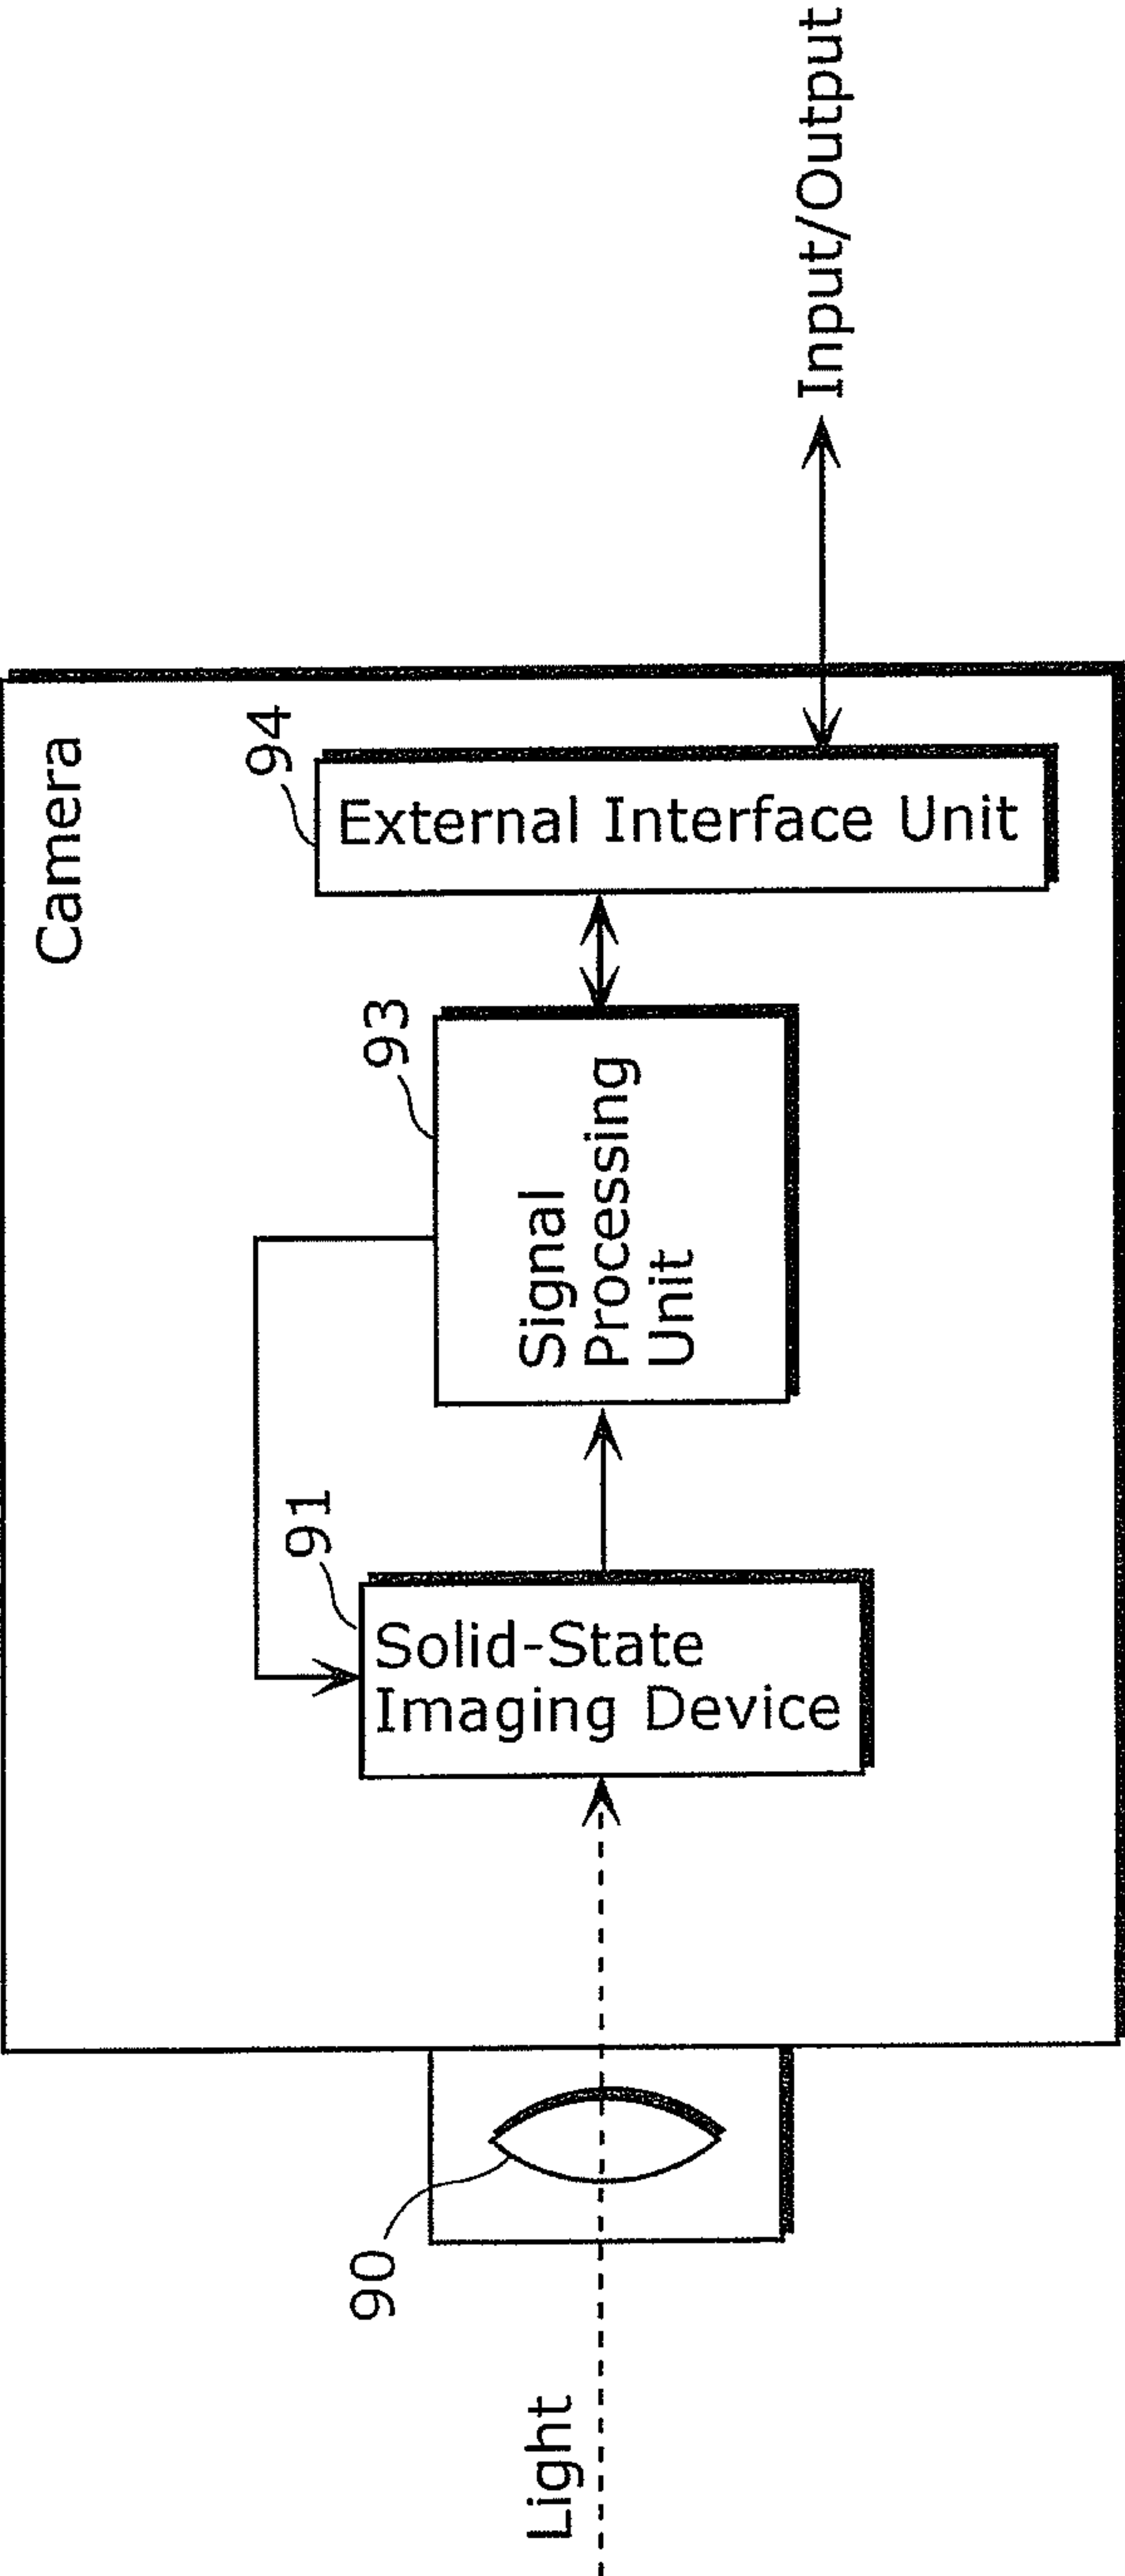 Camera
90
Light
91
Solid-State
Imaging Device
93
Signal
Processing
Unit
94
External Interface Unit
Input/Output